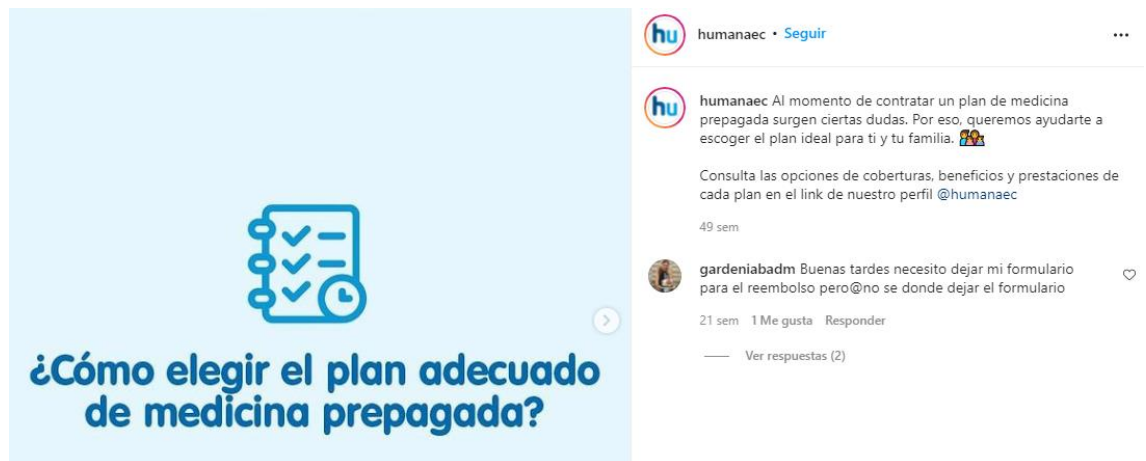 ¿Cómo elegir el plan adecuado
de medicina prepagada?
hu
humanaec • Seguir
hu
humanaec Al momento de contratar un plan de medicina
prepagada surgen ciertas dudas. Por eso, queremos ayudarte a
escoger el plan ideal para ti y tu familia.
Consulta las opciones de coberturas, beneficios y prestaciones de
cada plan en el link de nuestro perfil @humanaec
49 sem
gardeniabadm Buenas tardes necesito dejar mi formulario
para el reembolso pero@no se donde dejar el formulario
21 sem 1 Me gusta Responder
Ver respuestas (2)